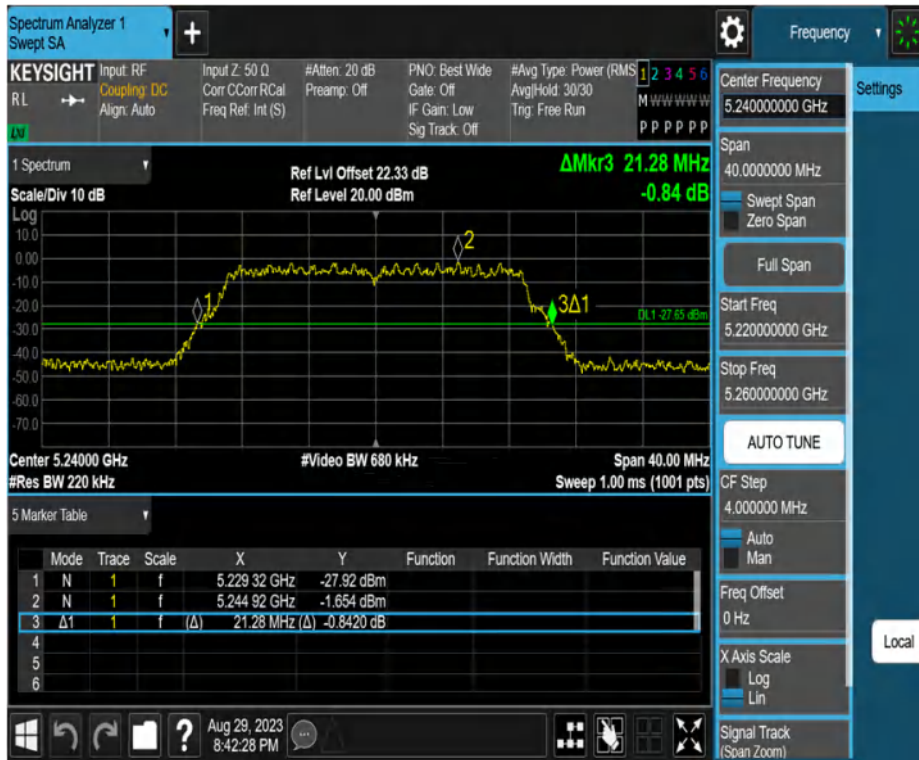 Spectrum Analyzer 1
Swept SA
+
Frequency
KEYSIGHT
RL
LXI
Input: RF
Coupling: DC
Align: Auto
Input Z: 50 Ω
Corr CCorr RCal
Freq Ref: Int (S)
#Atten: 20 dB
Preamp: Off
PNO: Best Wide
Gate: Off
IF Gain: Low
Sig Track: Off
#Avg Type: Power (RMS
Avg|Hold: 30/30
Trig: Free Run
1 2 3 4 5 6
M W W W W W
P P P P P P
1 Spectrum
Scale/Div 10 dB
Ref Lvl Offset 22.33 dB
Ref Level 20.00 dBm
ΔMkr3 21.28 MHz
-0.84 dB
Log
10.0
0.00
-10.0
-20.0
-30.0
-40.0
-50.0
-60.0
-70.0
1
2
3Δ1
DL1 -27.65 dBm
Center 5.24000 GHz
#Res BW 220 kHz
#Video BW 680 kHz
Span 40.00 MHz
Sweep 1.00 ms (1001 pts)
5 Marker Table
Mode Trace Scale X Y Function Function Width Function Value
1 N 1 f 5.229 32 GHz -27.92 dBm
2 N 1 f 5.244 92 GHz -1.654 dBm
3 Δ1 1 f (Δ) 21.28 MHz (Δ) -0.8420 dB
4
5
6
?
Aug 29, 2023
8:42:28 PM
Center Frequency
5.240000000 GHz
Span
40.0000000 MHz
Swept Span
Zero Span
Full Span
Start Freq
5.220000000 GHz
Stop Freq
5.260000000 GHz
AUTO TUNE
CF Step
4.000000 MHz
Auto
Man
Freq Offset
0 Hz
X Axis Scale
Log
Lin
Signal Track
(Span Zoom)
Settings
Local